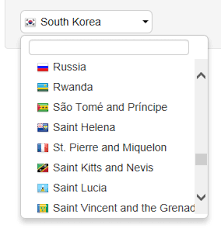 South Korea
Russia
Rwanda
São Tomé and Príncipe
Saint Helena
St. Pierre and Miquelon
Saint Kitts and Nevis
Saint Lucia
Saint Vincent and the Grenad